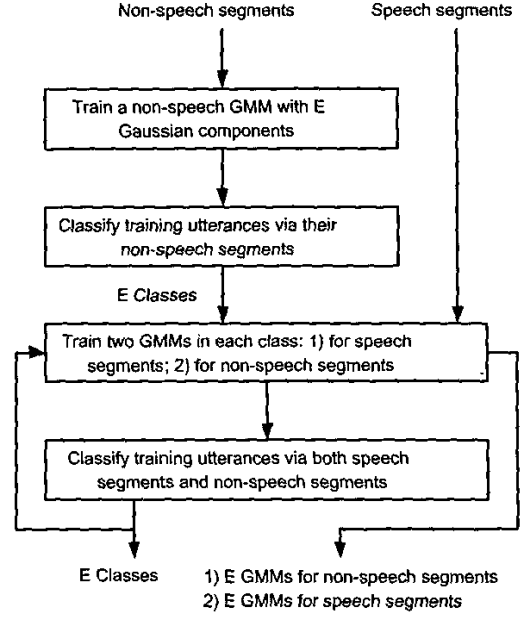 Non-speech segments
Speech segments
Train a non-speech GMM with E
Gaussian components
Classify training utterances via their
non-speech segments
E Classes
Train two GMMs in each class: 1) for speech
segments; 2) for non-speech segments
Classify training utterances via both speech
segments and non-speech segments
E Classes
1) E GMMs for non-speech segments
2) E GMMs for speech segments